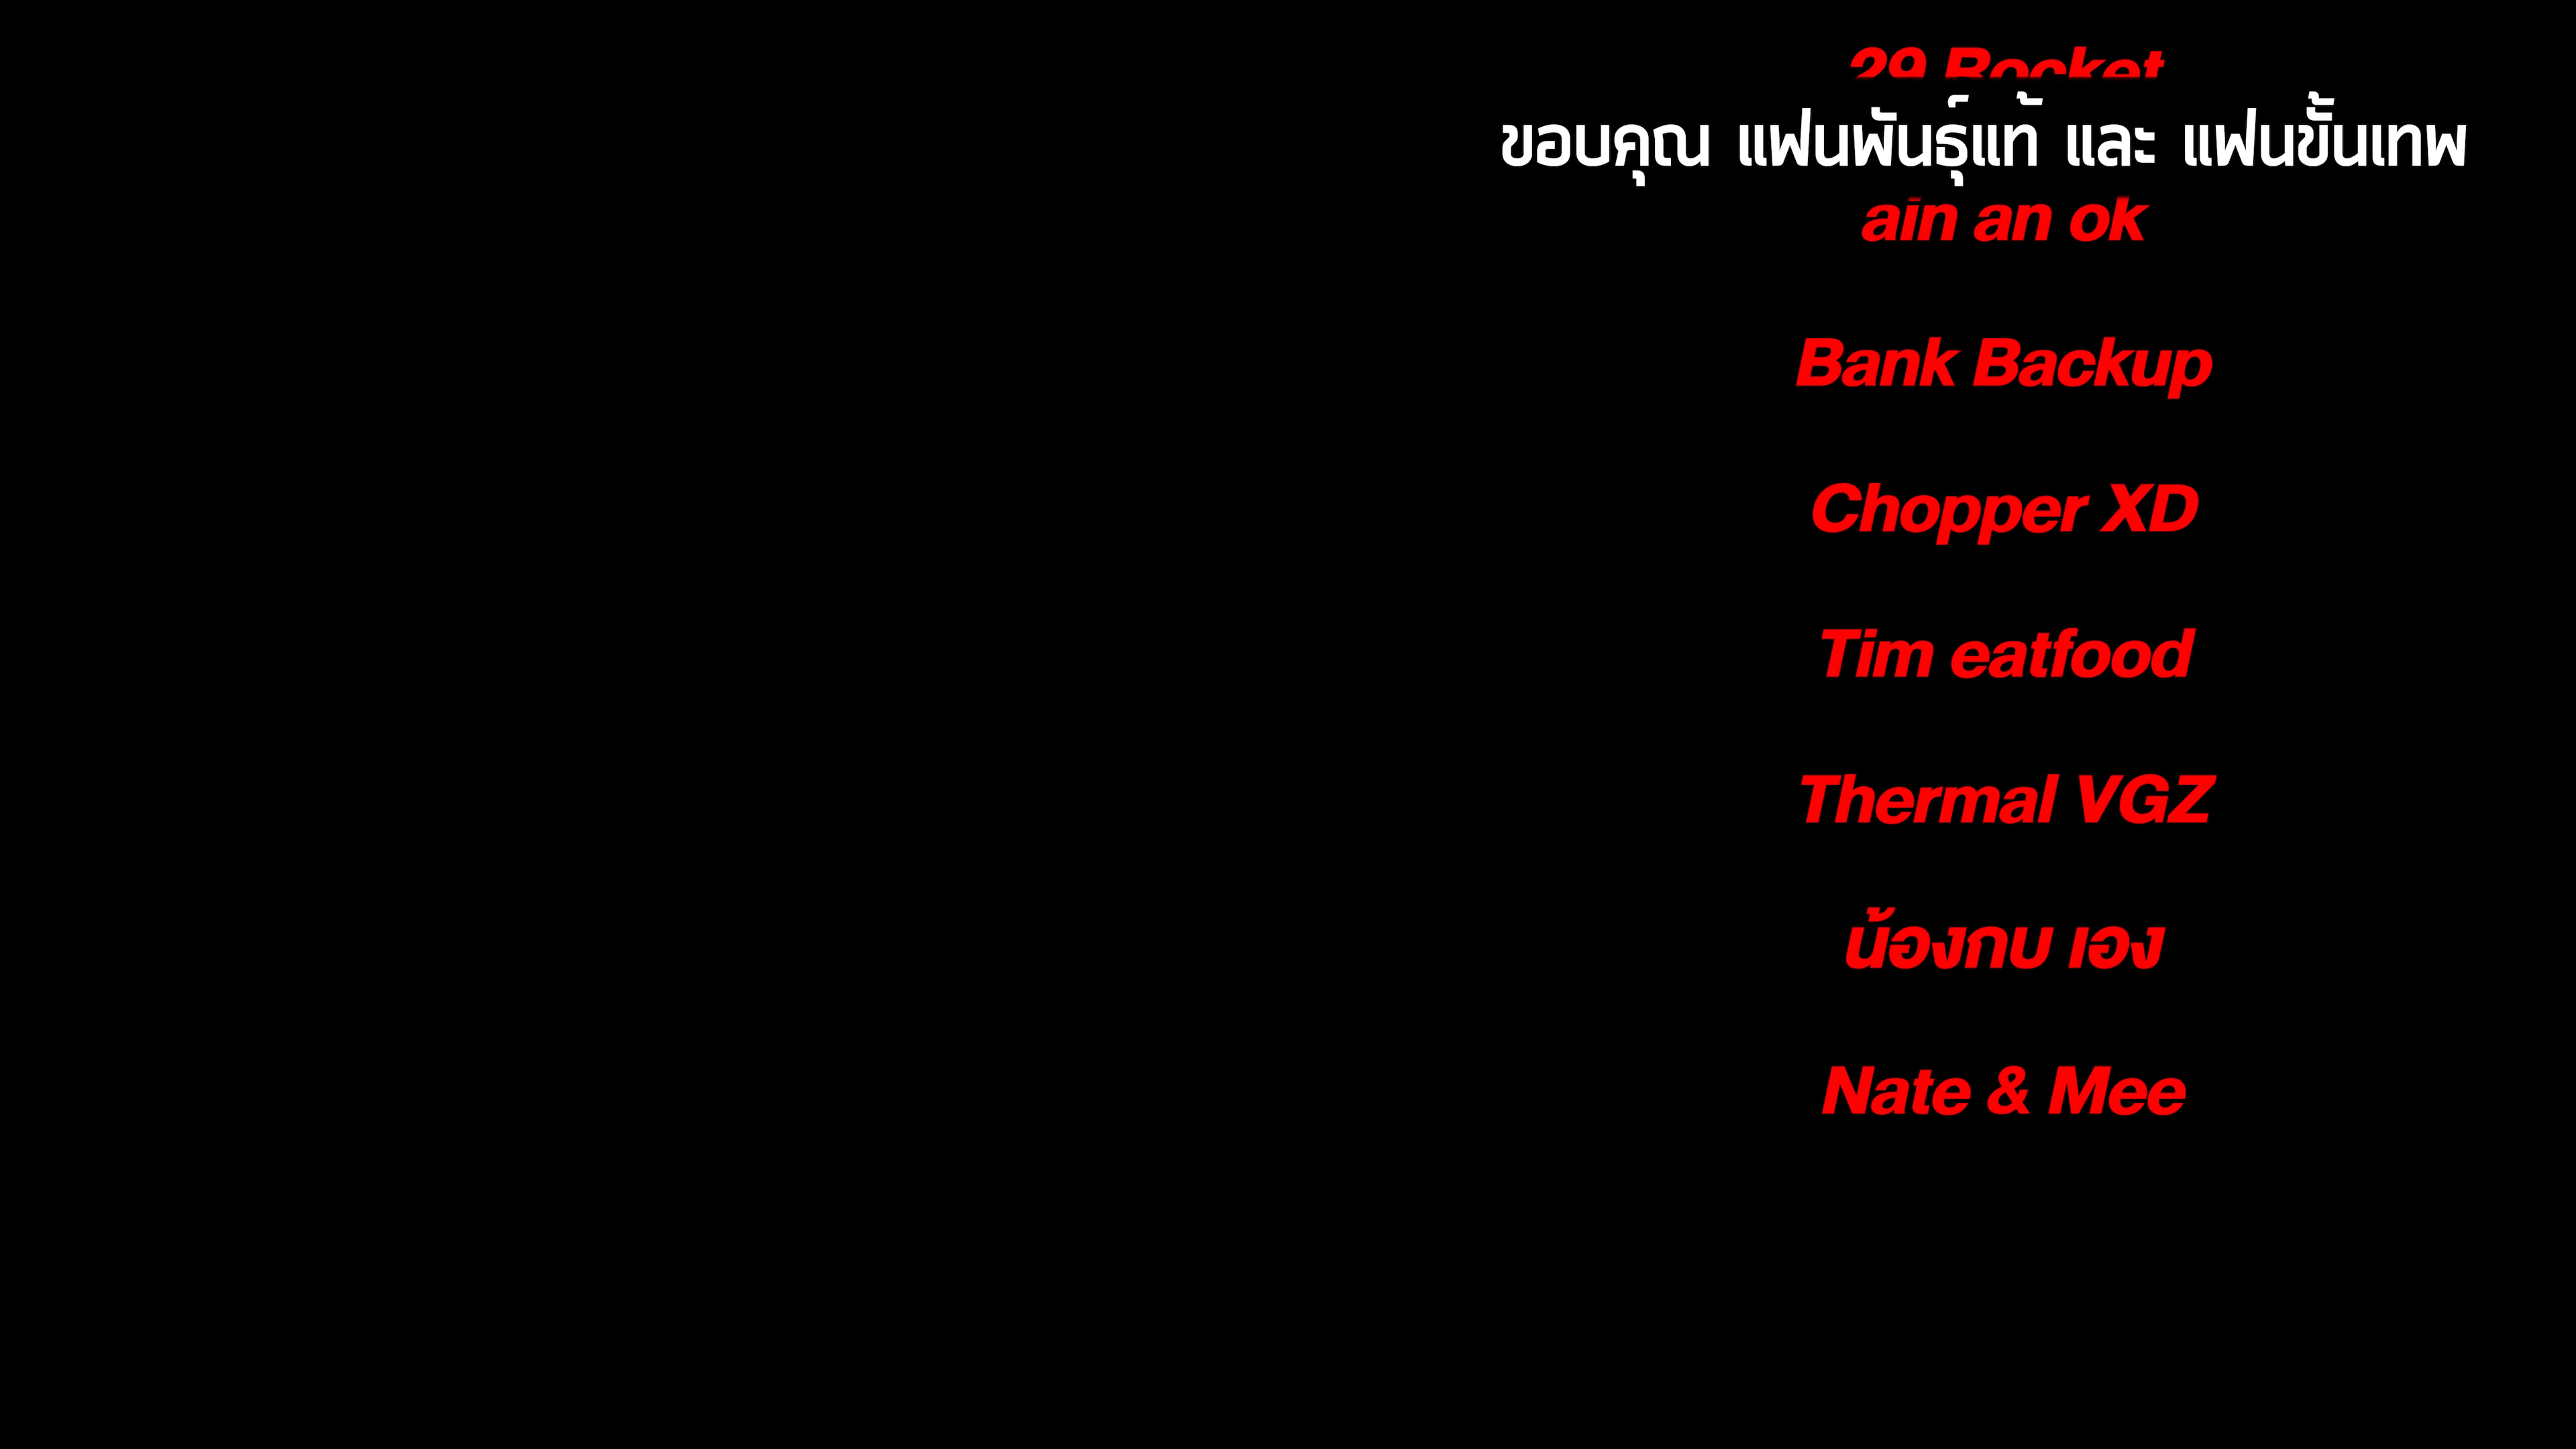 29 Rocket
ขอบคุณ แฟนพันธุ์แท้ และ แฟนขั้นเทพ
ain an ok
Bank Backup
Chopper XD
Tim eatfood
Thermal VGZ
น้องกบ เอง
Nate & Mee